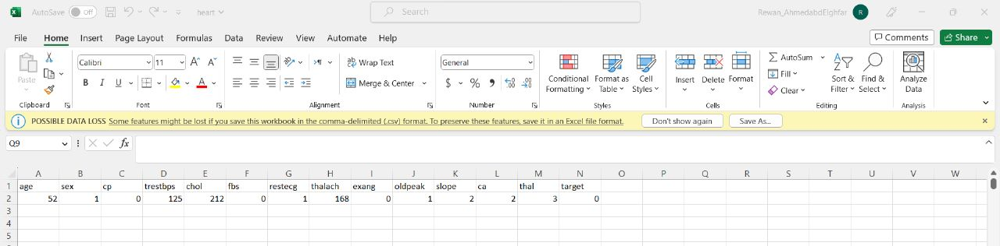 AutoSave Off heart Search Rewan_AhmedabdElghfar R
File Home Insert Page Layout Formulas Data Review View Automate Help Comments Share
Paste Calibri 11 A^ A˅ ab Wrap Text General Conditional Formatting Format as Table Cell Styles Insert Delete Format AutoSum Sort & Filter Find & Select Analyze Data
B I U A Merge & Center $ % 9 Fill
Clear
Clipboard Font Alignment Number Styles Cells Editing Analysis
POSSIBLE DATA LOSS Some features might be lost if you save this workbook in the comma-delimited (.csv) format. To preserve these features, save it in an Excel file format. Don't show again Save As...
Q9 fx
A B C D E F G H I J K L M N O P Q R S T U V W
1 age sex cp trestbps chol fbs restecg thalach exang oldpeak slope ca thal target
2 52 1 0 125 212 0 1 168 0 1 2 2 3 0
3
4
5